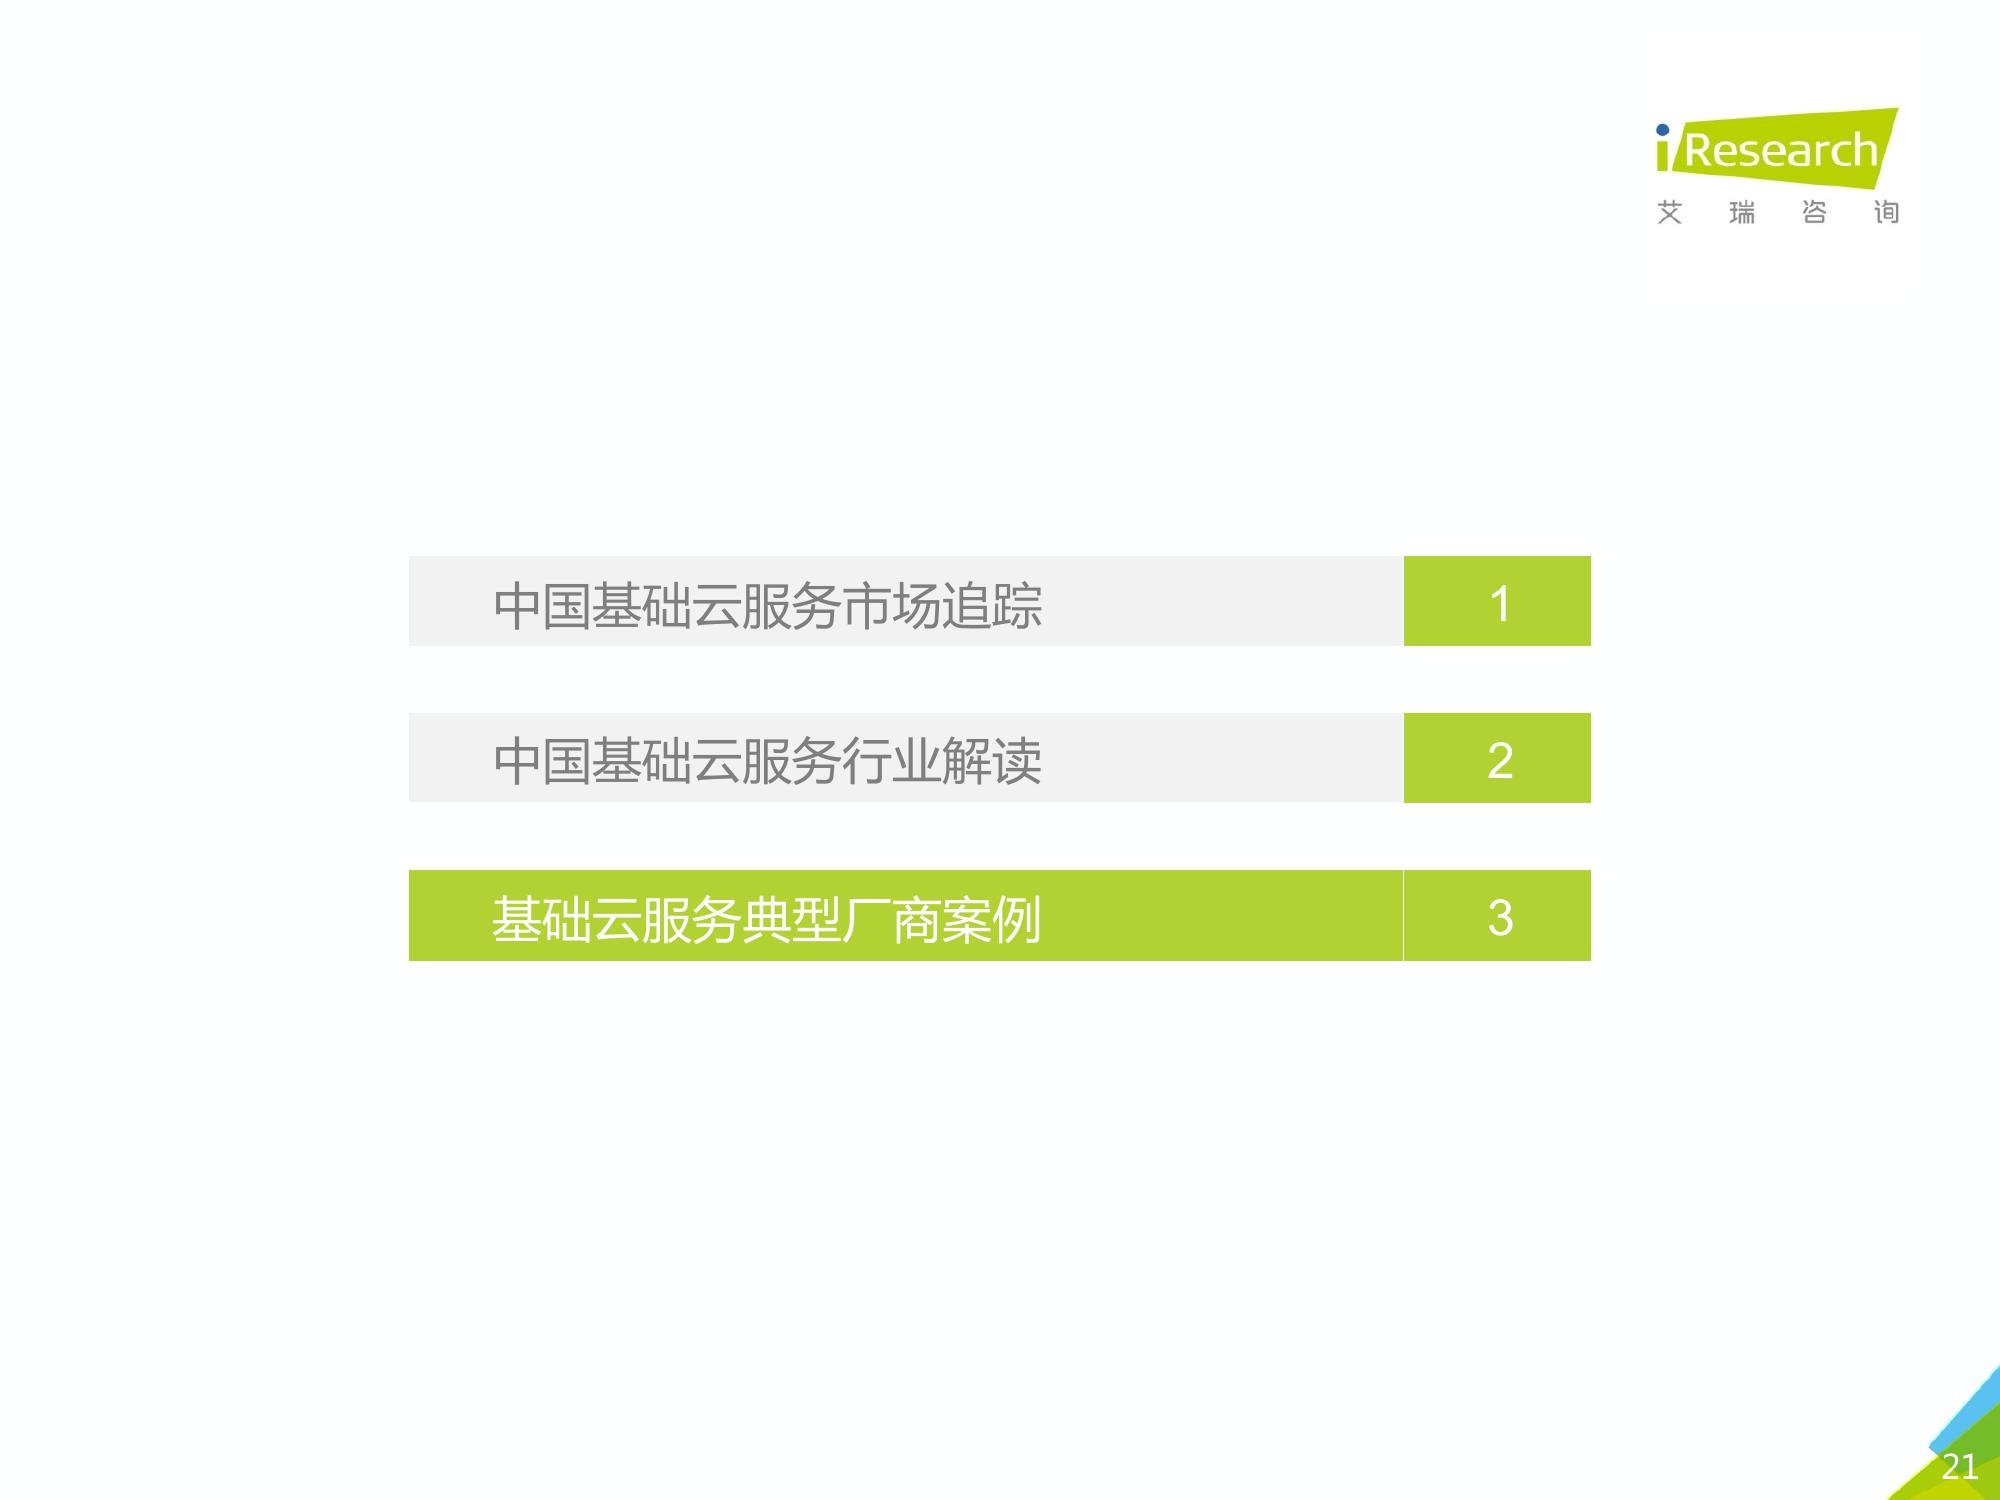 iResearch
艾瑞咨询
中国基础云服务市场追踪 1
中国基础云服务行业解读 2
基础云服务典型厂商案例 3
21